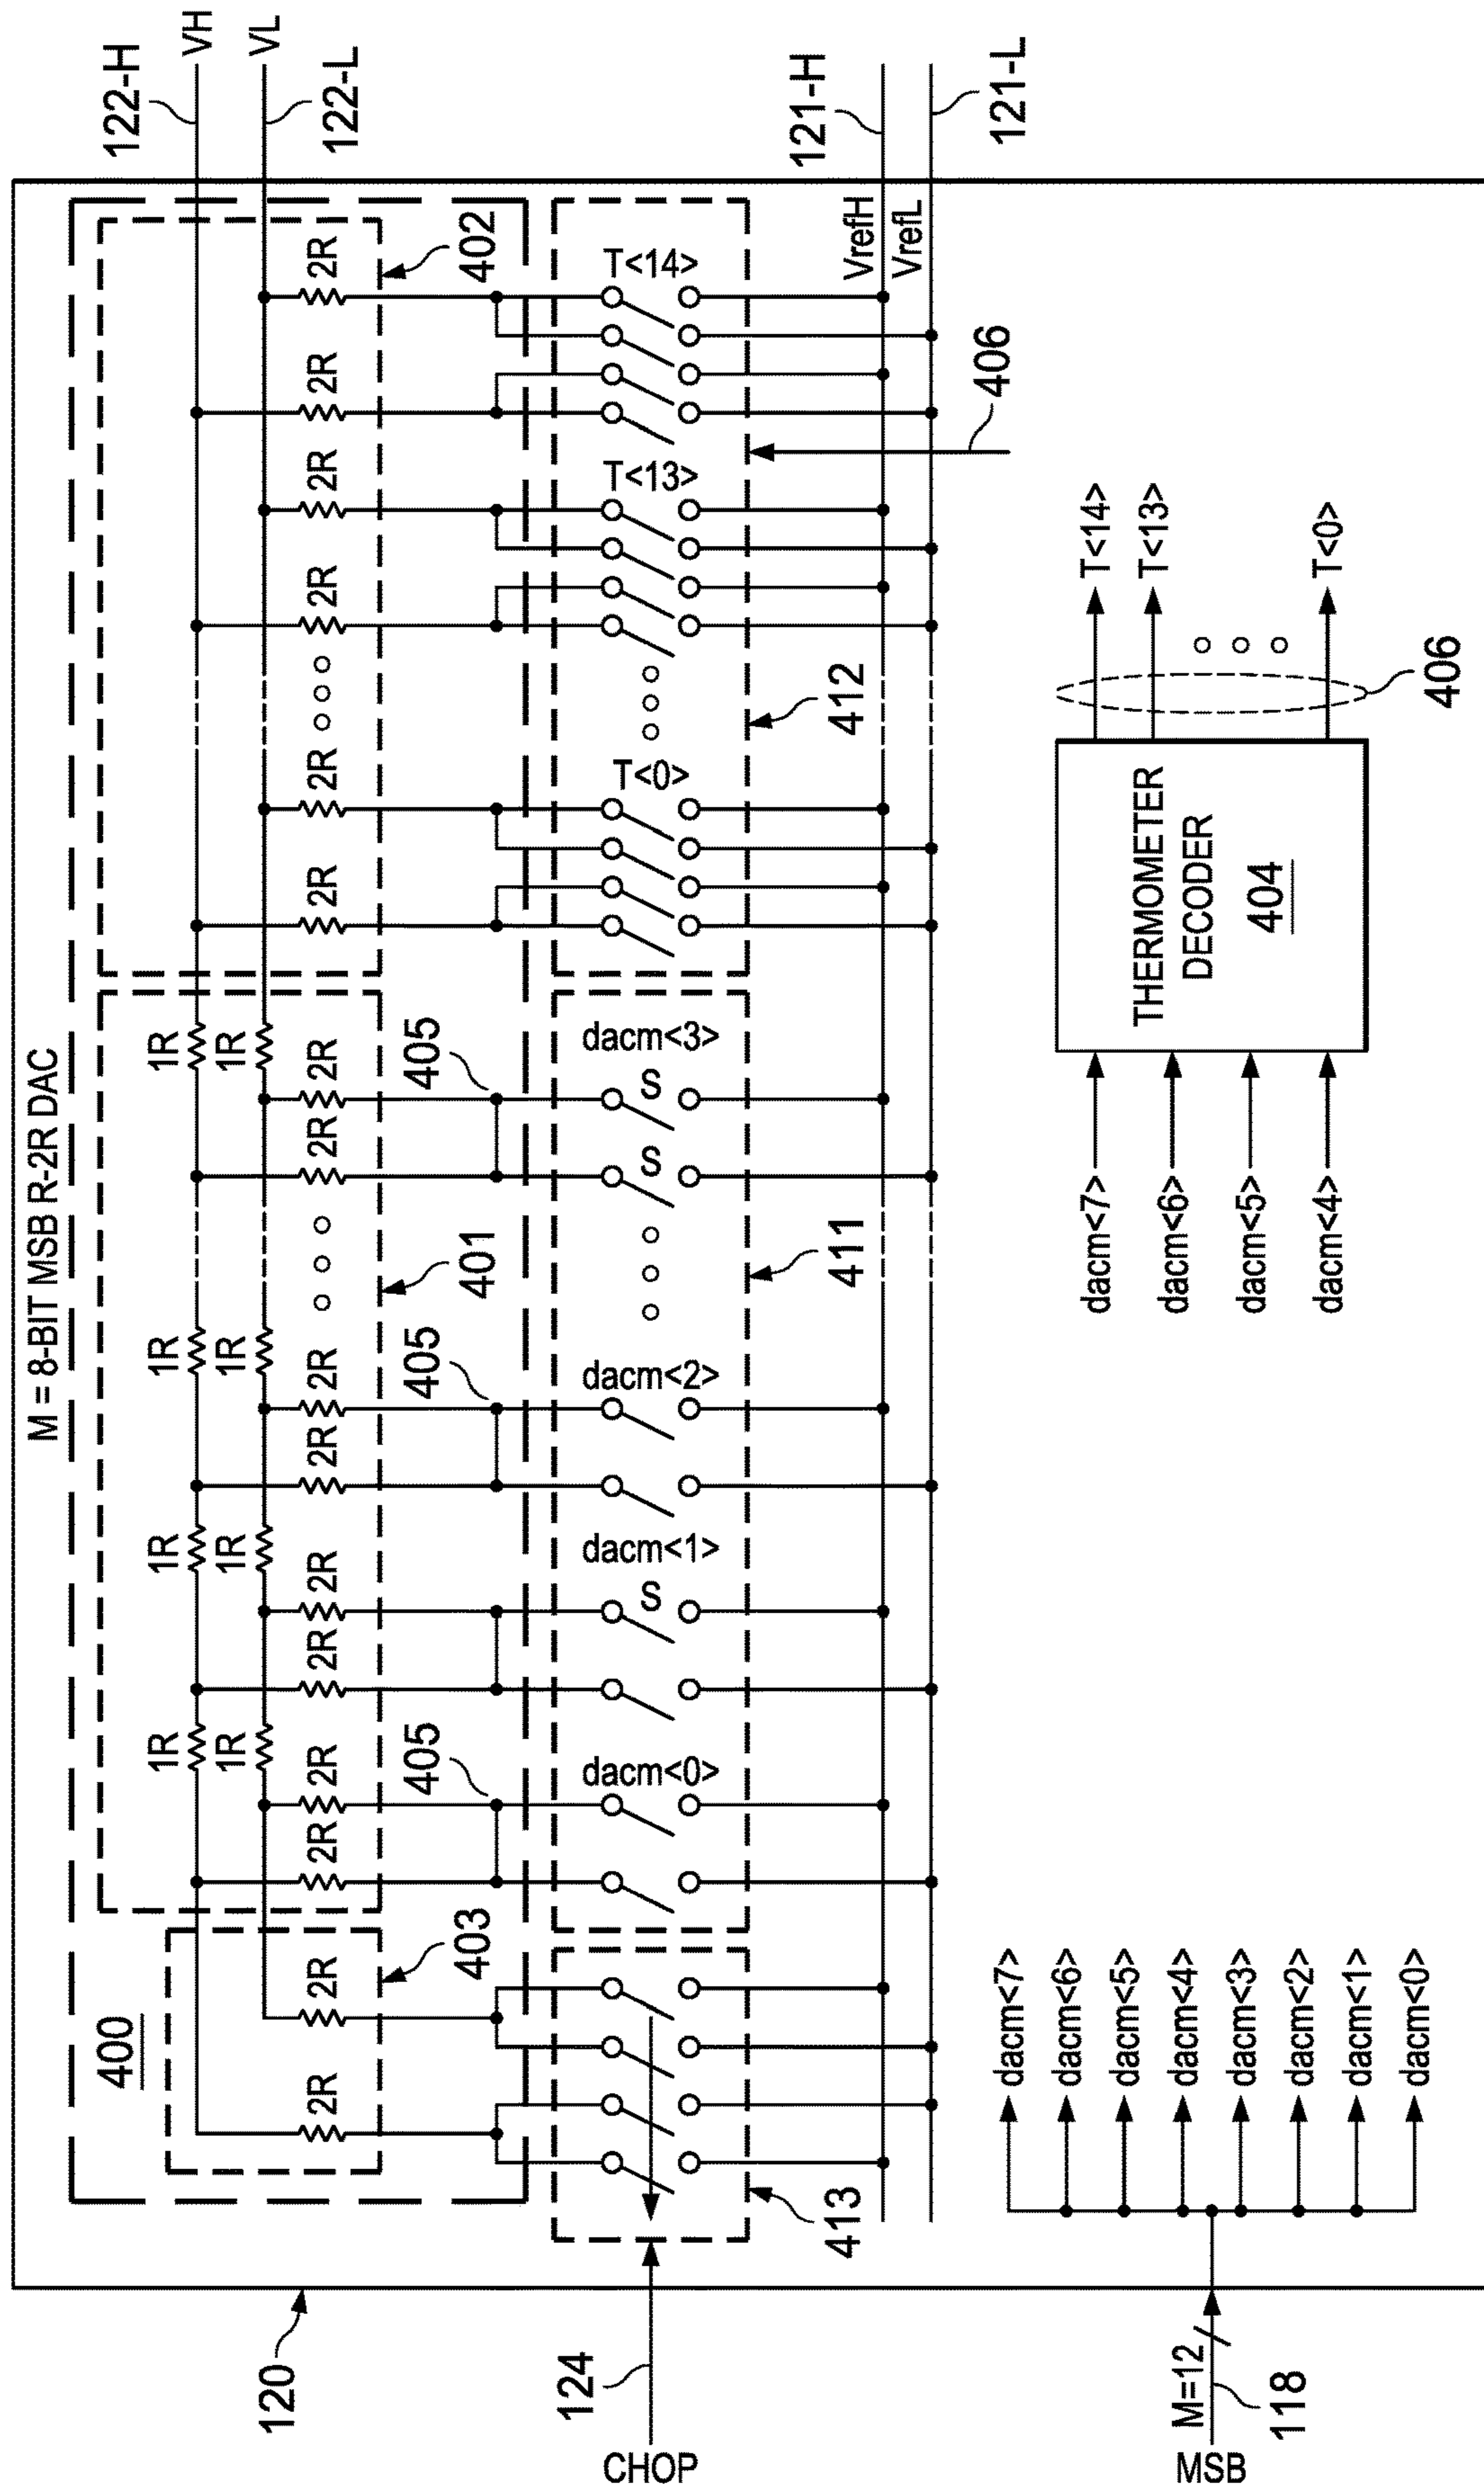 M = 8-BIT MSB R-2R DAC
120
400
122-H
VH
VL
122-L
1R 1R 1R 1R
1R 1R 1R 1R
2R 2R 2R 2R 2R 2R 2R 2R 2R 2R 2R 2R 2R 2R 2R 2R
403
401
402
405 405 405
124
CHOP
dacm<0> dacm<1> dacm<2> dacm<3>
S S S
T<0> T<13> T<14>
413
411
412
406
VrefH
VrefL
121-H
121-L
MSB
M=12
118
dacm<7>
dacm<6>
dacm<5>
dacm<4>
dacm<3>
dacm<2>
dacm<1>
dacm<0>
dacm<7>
dacm<6>
dacm<5>
dacm<4>
THERMOMETER
DECODER
404
T<14>
T<13>
T<0>
406